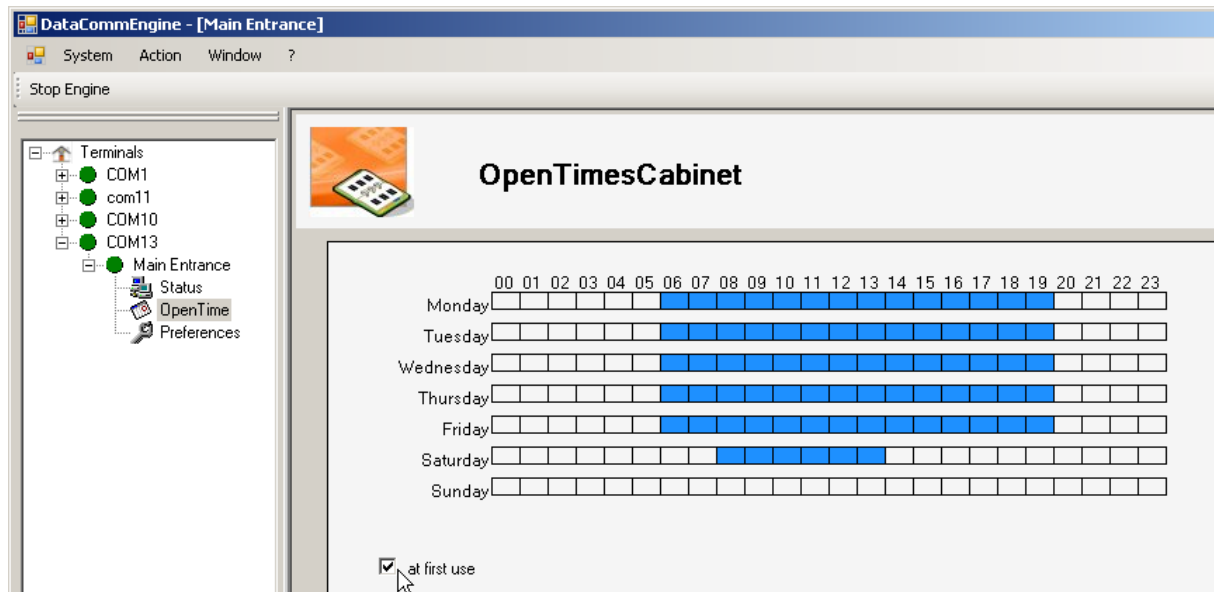 DataCommEngine - [Main Entrance]
System Action Window ?
Stop Engine
Terminals
COM1
com11
COM10
COM13
Main Entrance
Status
OpenTime
Preferences
OpenTimesCabinet
00 01 02 03 04 05 06 07 08 09 10 11 12 13 14 15 16 17 18 19 20 21 22 23
Monday
Tuesday
Wednesday
Thursday
Friday
Saturday
Sunday
at first use